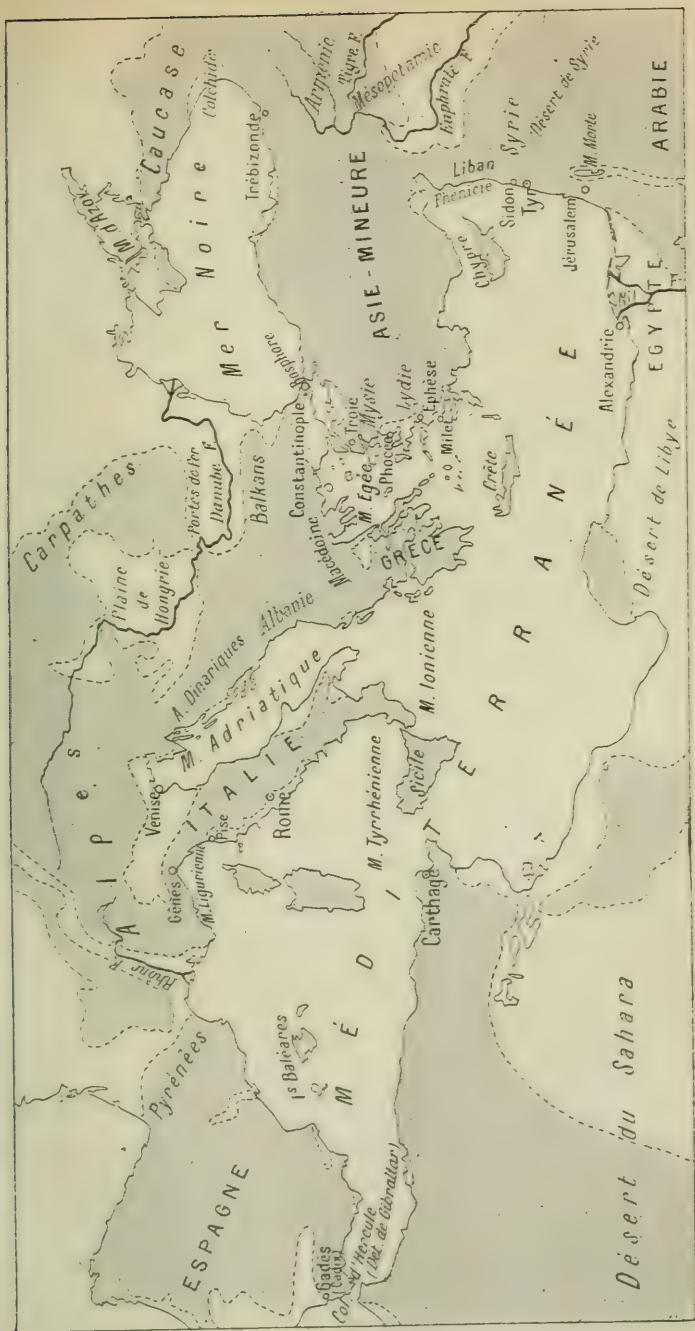 Carpathes
Caucase
Colchide
M. d'Azov
Mer Noire
Trébizonde
Arménie
Tigre F.
Mésopotamie
Euphrate F.
Alpes
Plaine
de
Hongrie
Portes de fer
Danube F.
Balkans
Bosphore
Constantinople
ASIE-MINEURE
Syrie
Désert de Syrie
Liban
Phénicie
Sidon
Tyr
M. Morte
Jérusalem
ARABIE
Chypre
Rhône F.
Venise
Gênes
M. Ligurienne
Pise
ITALIE
Rome
A. Dinariques
M. Adriatique
Albanie
Macédoine
GRÈCE
M. Egée
Troie
Mysie
Phocée
Lydie
Ephèse
Milet
Crète
Pyrénées
ESPAGNE
Is Baléares
M. Tyrrhénienne
Sicile
M. Ionienne
MÉDITERRANÉE
Alexandrie
EGYPTE
Gadès
(Cadix)
Col. d'Hercule
(Dét. de Gibraltar)
Carthage
Désert de Libye
Désert du Sahara